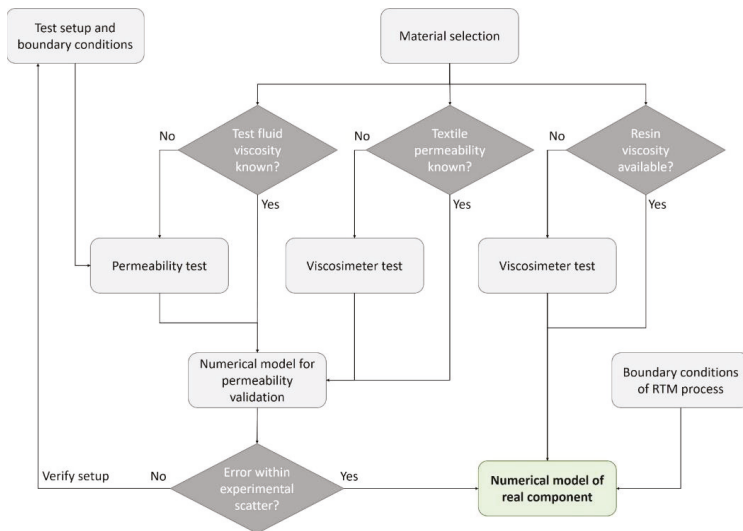 Test setup and
boundary conditions
Material selection
No
Test fluid
viscosity
known?
Yes
No
Textile
permeability
known?
Yes
No
Resin
viscosity
available?
Yes
Permeability test
Viscosimeter test
Viscosimeter test
Numerical model for
permeability
validation
Boundary conditions
of RTM process
Verify setup
No
Error within
experimental
scatter?
Yes
Numerical model of
real component